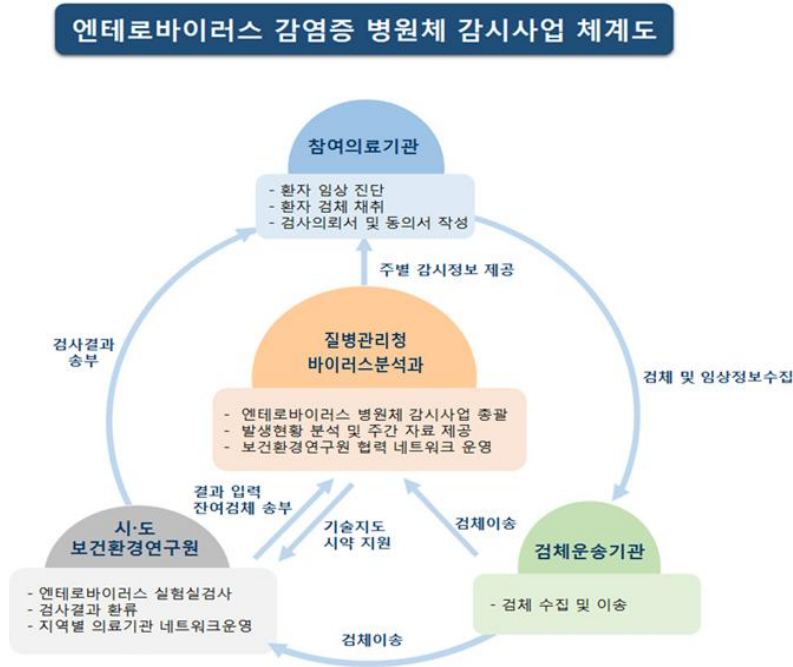 엔테로바이러스 감염증 병원체 감시사업 체계도
참여의료기관
- 환자 임상 진단
- 환자 검체 채취
- 검사의뢰서 및 동의서 작성
주별 감시정보 제공
검사결과
송부
질병관리청
바이러스분석과
검체 및 임상정보수집
- 엔테로바이러스 병원체 감시사업 총괄
- 발생현황 분석 및 주간 자료 제공
- 보건환경연구원 협력 네트워크 운영
결과 입력
잔여검체 송부
기술지도
시약 지원
검체이송
시·도
보건환경연구원
검체운송기관
- 엔테로바이러스 실험실검사
- 검사결과 환류
- 지역별 의료기관 네트워크운영
- 검체 수집 및 이송
검체이송